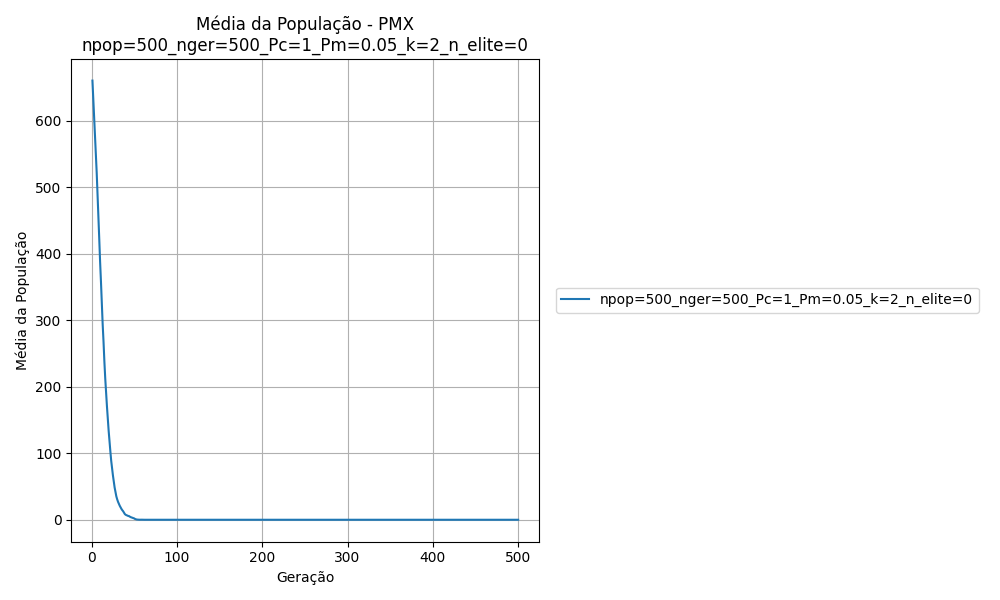 Média da População - PMX
npop=500_nger=500_Pc=1_Pm=0.05_k=2_n_elite=0
Média da População
600
500
400
300
200
100
0
0 100 200 300 400 500
Geração
npop=500_nger=500_Pc=1_Pm=0.05_k=2_n_elite=0